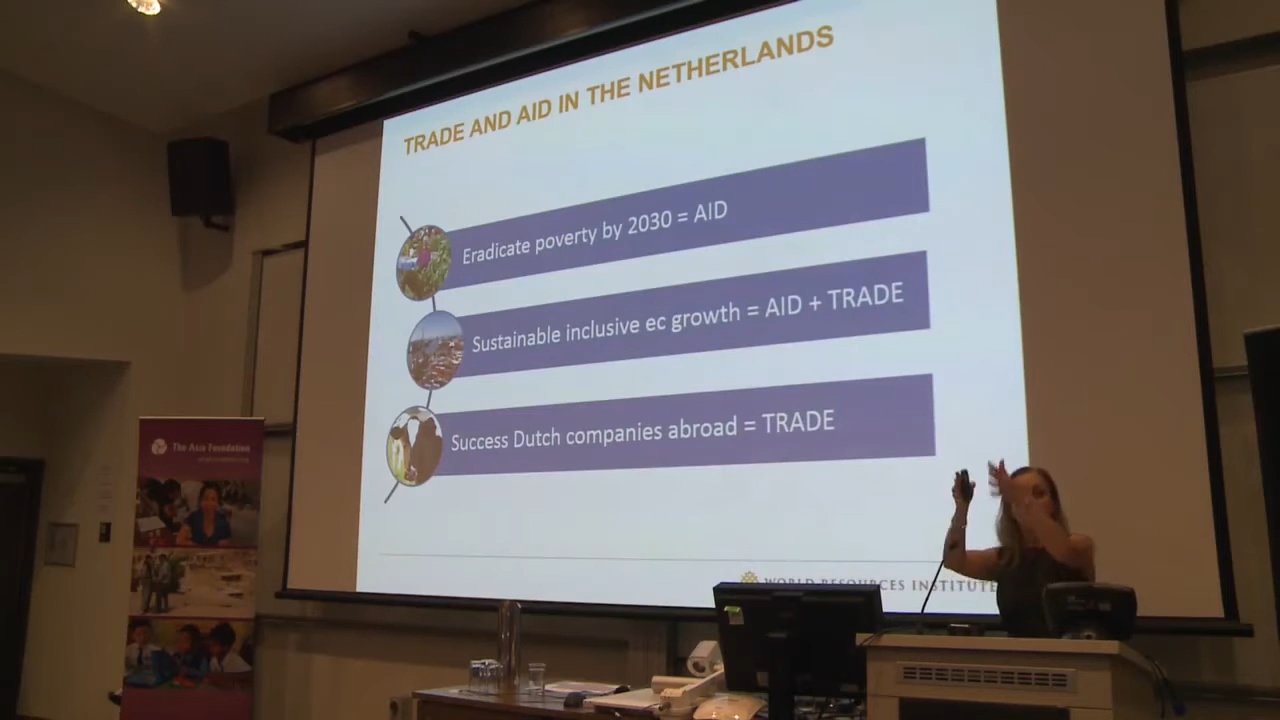 TRADE AND AID IN THE NETHERLANDS
Eradicate poverty by 2030 = AID
Sustainable inclusive ec growth = AID + TRADE
Success Dutch companies abroad = TRADE
WORLD RESOURCES INSTITUTE
The Asia Foundation